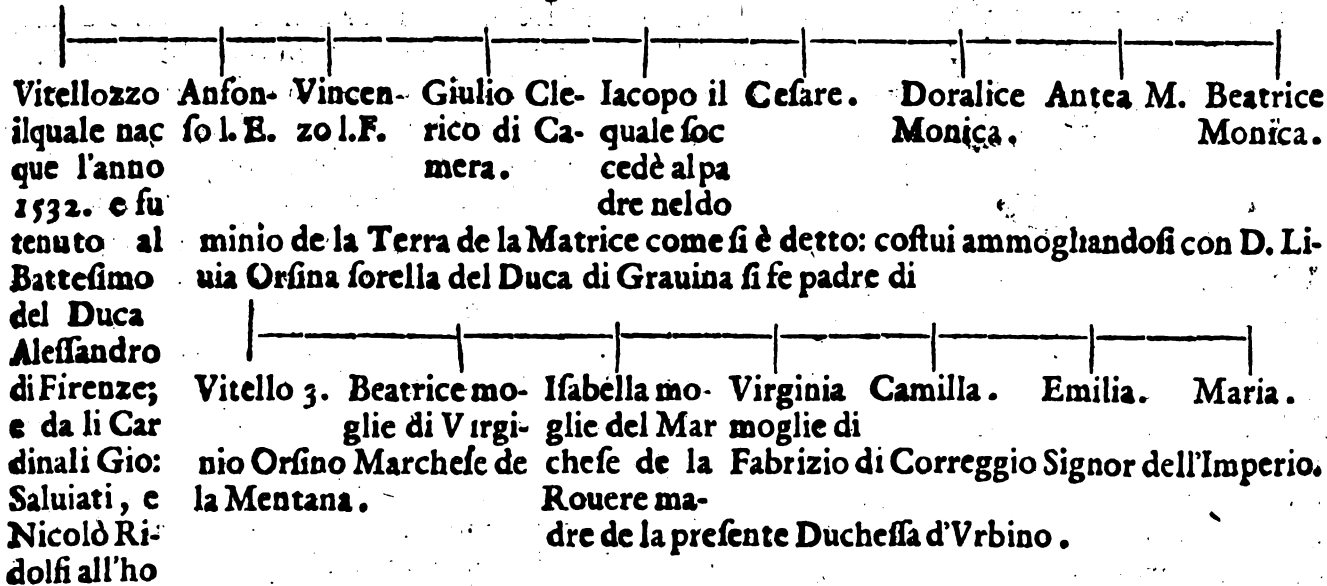 Vitellozzo
ilquale nac
que l'anno
1532. e fu
tenuto al
Batteſimo
del Duca
Aleſſandro
di Firenze;
e da li Car
dinali Gio:
Saluiati, e
Nicolò Ri-
dolfi all'ho
Anfon-
ſo l. E.
Vincen-
zo l. F.
Giulio Cle-
rico di Ca-
mera.
Iacopo il
quale ſoc
cedè al pa
dre nel do
minio de la Terra de la Matrice come ſi è detto: coſtui ammogliandoſi con D. Li-
uia Orſina ſorella del Duca di Grauina ſi fe padre di
Ceſare.
Doralice
Monica.
Antea M.
Beatrice
Monica.
Vitello 3.
Beatrice mo-
glie di Virgi-
nio Orſino Marcheſe de
la Mentana.
Iſabella mo-
glie del Mar
cheſe de la
Rouere ma-
dre de la preſente Ducheſſa d'Vrbino.
Virginia
moglie di
Fabrizio di Correggio Signor dell'Imperio.
Camilla.
Emilia.
Maria.